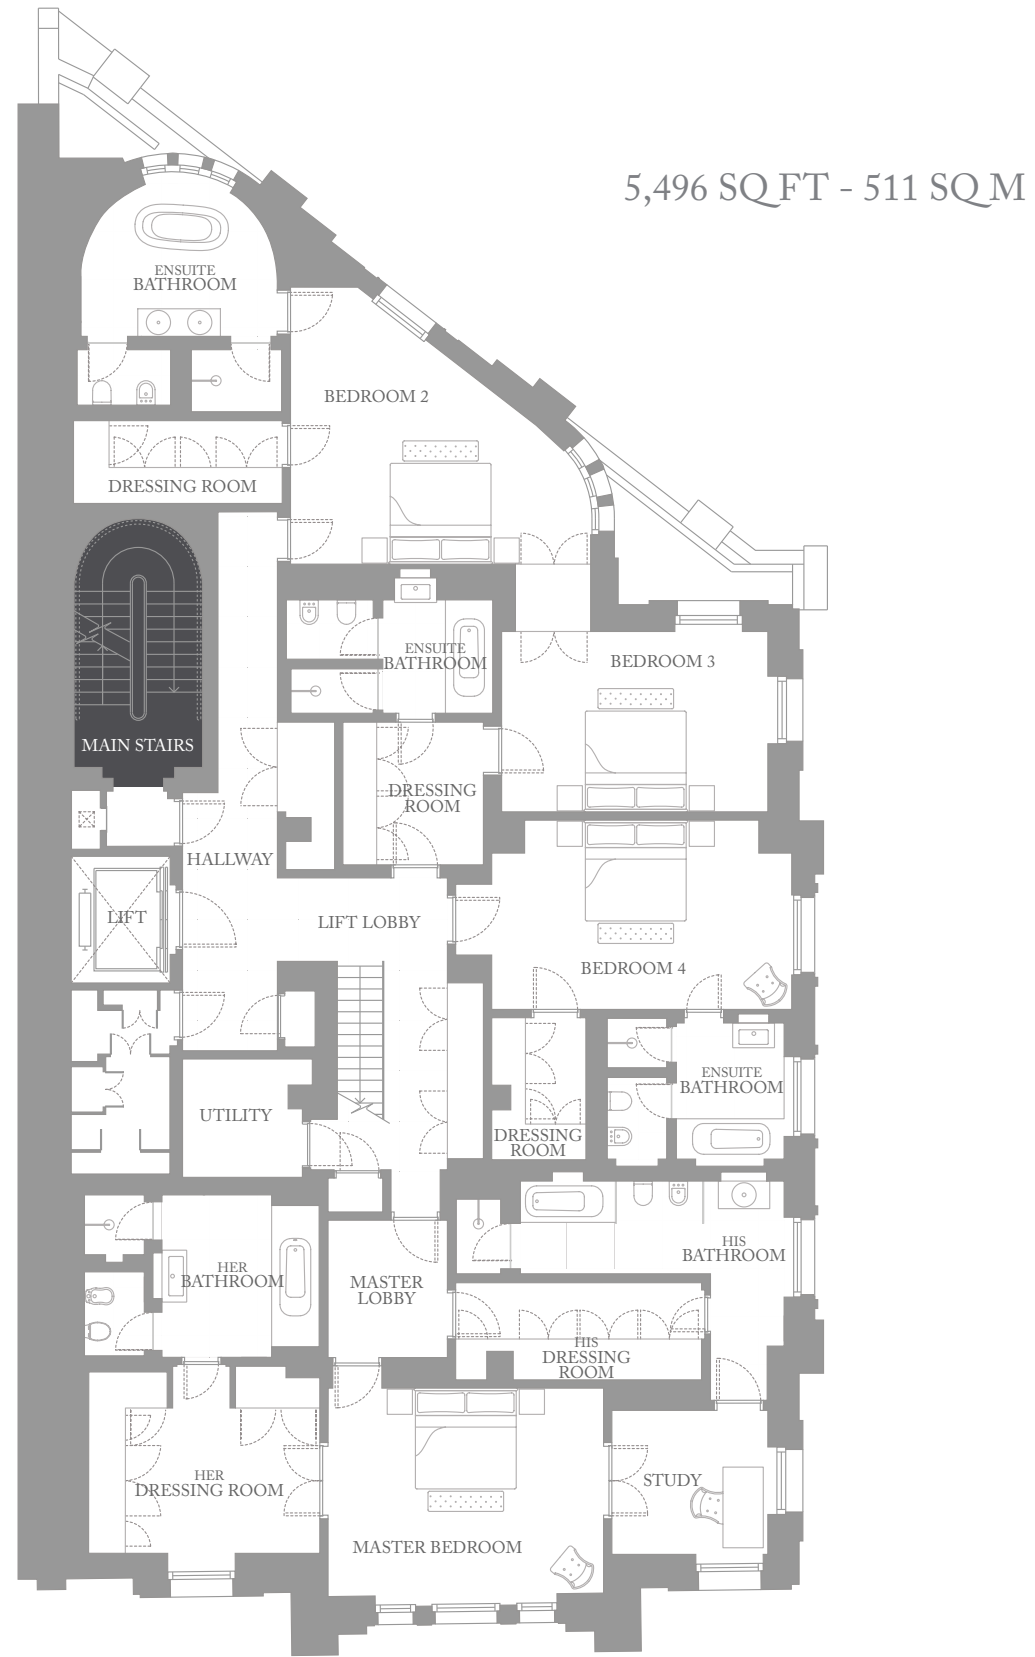 5,496 SQ FT - 511 SQ M
ENSUITE
BATHROOM
BEDROOM 2
DRESSING ROOM
ENSUITE
BATHROOM
BEDROOM 3
MAIN STAIRS
DRESSING
ROOM
HALLWAY
LIFT
LIFT LOBBY
BEDROOM 4
ENSUITE
BATHROOM
UTILITY
DRESSING
ROOM
HIS
BATHROOM
HER
BATHROOM
MASTER
LOBBY
HIS
DRESSING
ROOM
HER
DRESSING ROOM
STUDY
MASTER BEDROOM